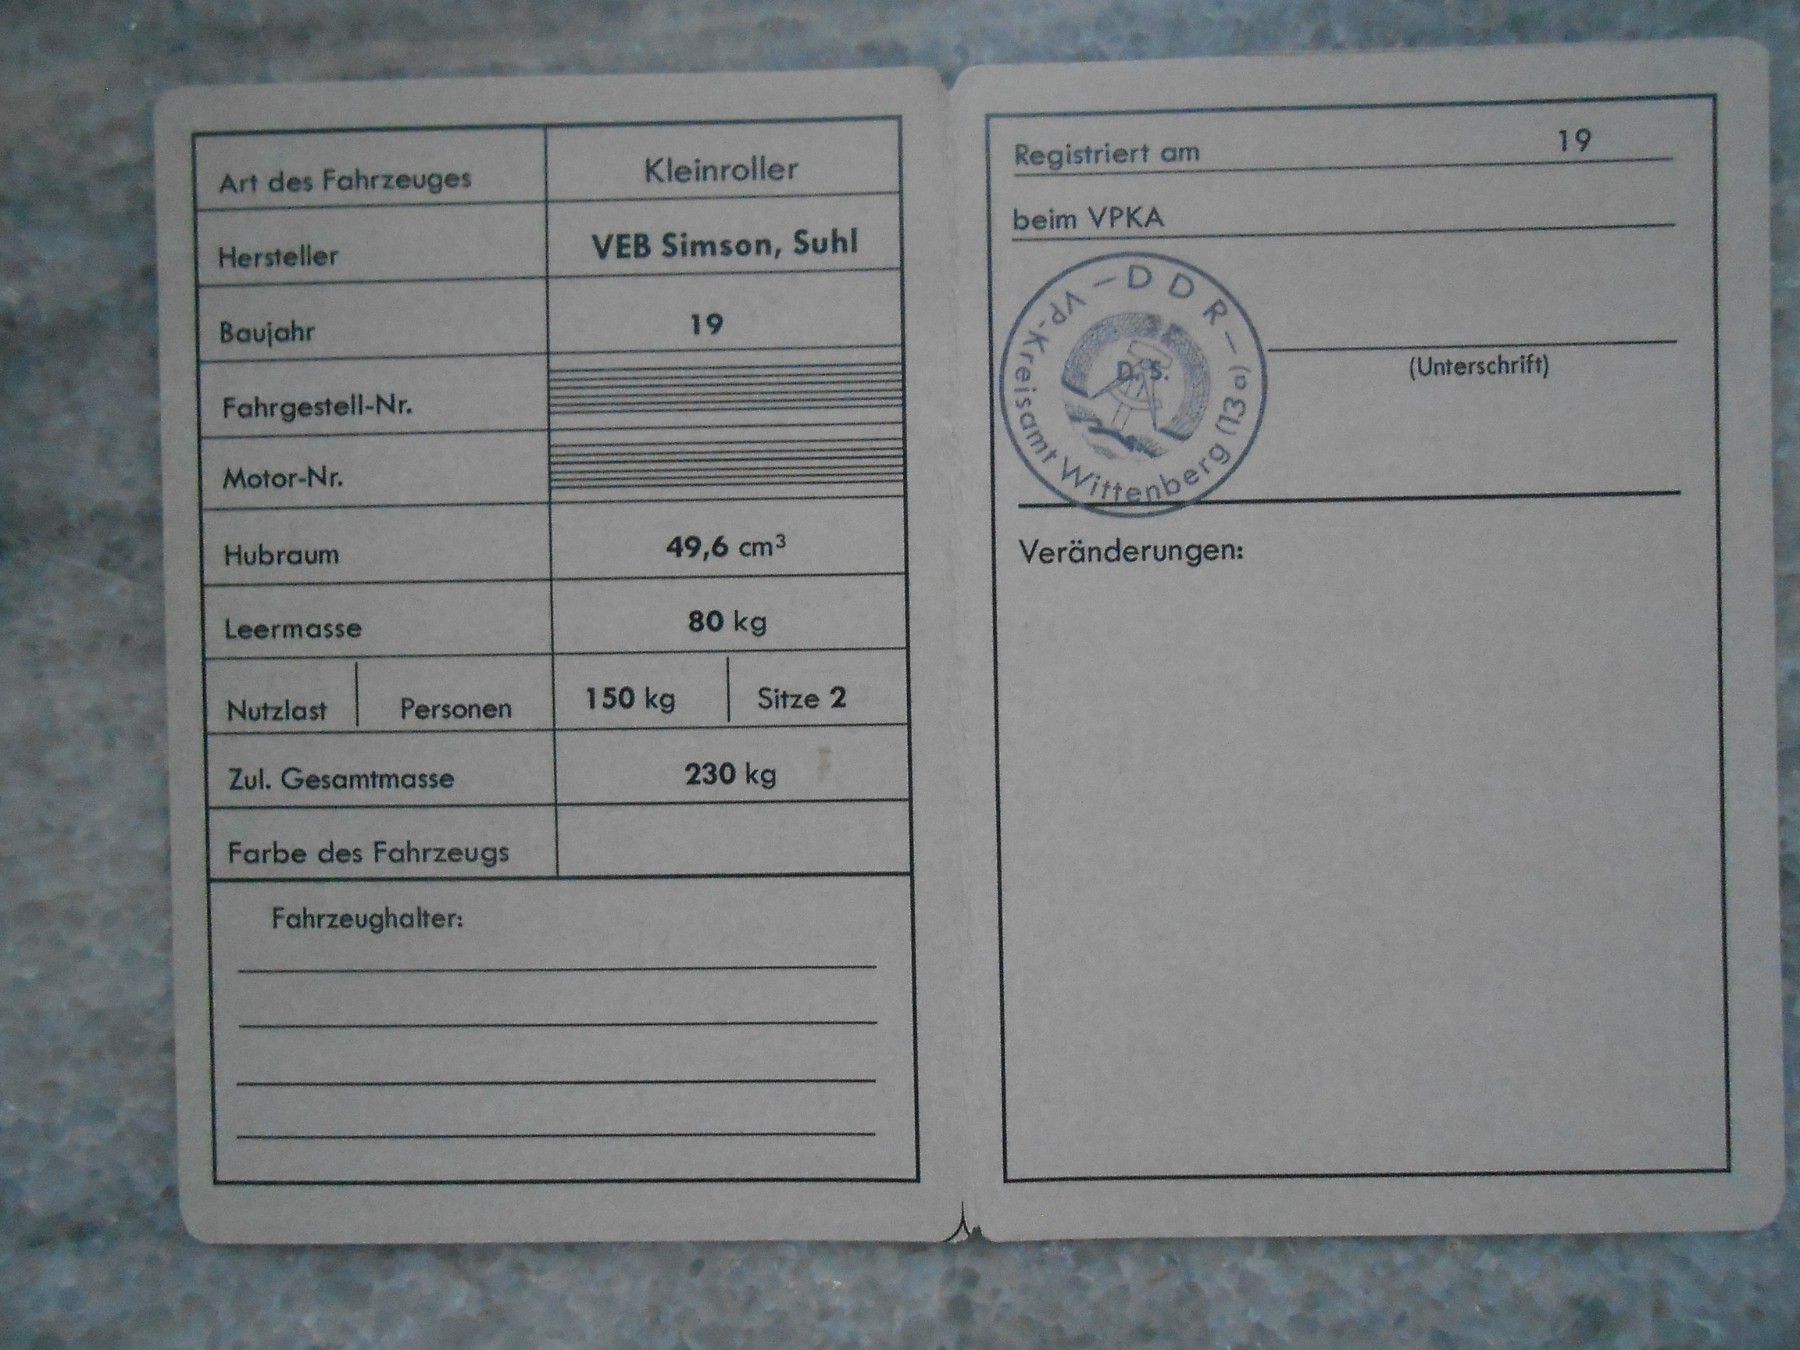 Art des Fahrzeuges Kleinroller
Hersteller VEB Simson, Suhl
Baujahr 19
Fahrgestell-Nr.
Motor-Nr.
Hubraum 49,6 cm³
Leermasse 80 kg
Nutzlast Personen 150 kg Sitze 2
Zul. Gesamtmasse 230 kg
Farbe des Fahrzeugs
Fahrzeughalter:
Registriert am 19
beim VPKA
– DDR –
VP-Kreisamt Wittenberg (13a)
D. S.
(Unterschrift)
Veränderungen: